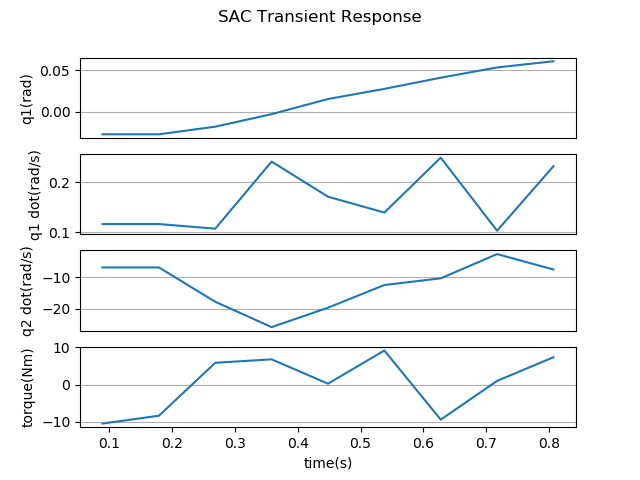 SAC Transient Response
q1(rad)
0.05
0.00
q1 dot(rad/s)
0.2
0.1
q2 dot(rad/s)
−10
−20
torque(Nm)
10
0
−10
0.1 0.2 0.3 0.4 0.5 0.6 0.7 0.8
time(s)